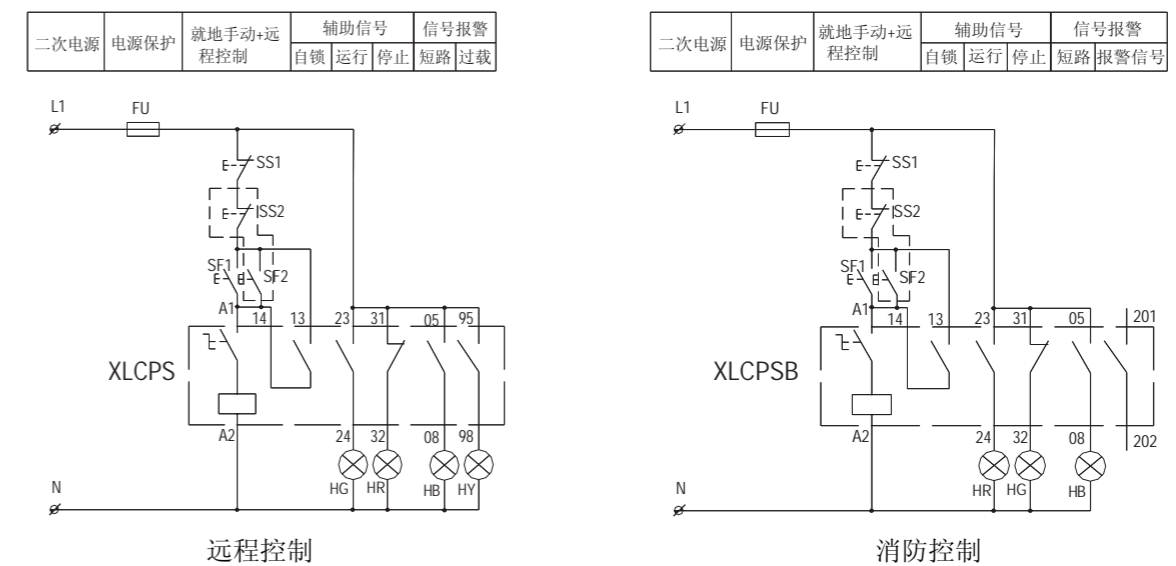 二次电源 电源保护 就地手动+远程控制 辅助信号 信号报警
自锁 运行 停止 短路 过载
L1 FU
SS1
SS2
SF1 SF2
A1 14 13 23 31 05 95
XLCPS
A2 24 32 08 98
HG HR HB HY
N
远程控制
二次电源 电源保护 就地手动+远程控制 辅助信号 信号报警
自锁 运行 停止 短路 报警信号
L1 FU
SS1
SS2
SF1 SF2
A1 14 13 23 31 05 201
XLCPSB
A2 24 32 08 202
HR HG HB
N
消防控制